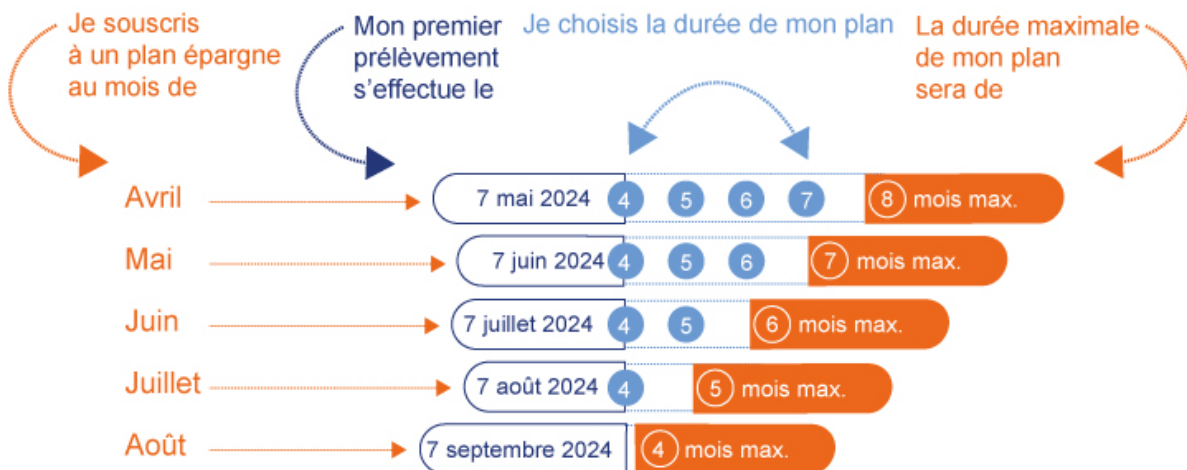 Je souscris
à un plan épargne
au mois de
Mon premier
prélèvement
s'effectue le
Je choisis la durée de mon plan
La durée maximale
de mon plan
sera de
Avril 7 mai 2024 4 5 6 7 8 mois max.
Mai 7 juin 2024 4 5 6 7 mois max.
Juin 7 juillet 2024 4 5 6 mois max.
Juillet 7 août 2024 4 5 mois max.
Août 7 septembre 2024 4 mois max.